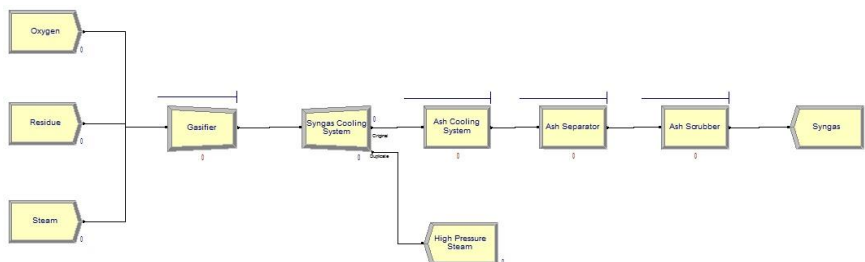 Oxygen
0
Residue
0
Steam
0
Gasifier
0
Syngas Cooling
System
0
Original
0
Duplicate
Ash Cooling
System
0
Ash Separator
0
Ash Scrubber
0
Syngas
High Pressure
Steam
0